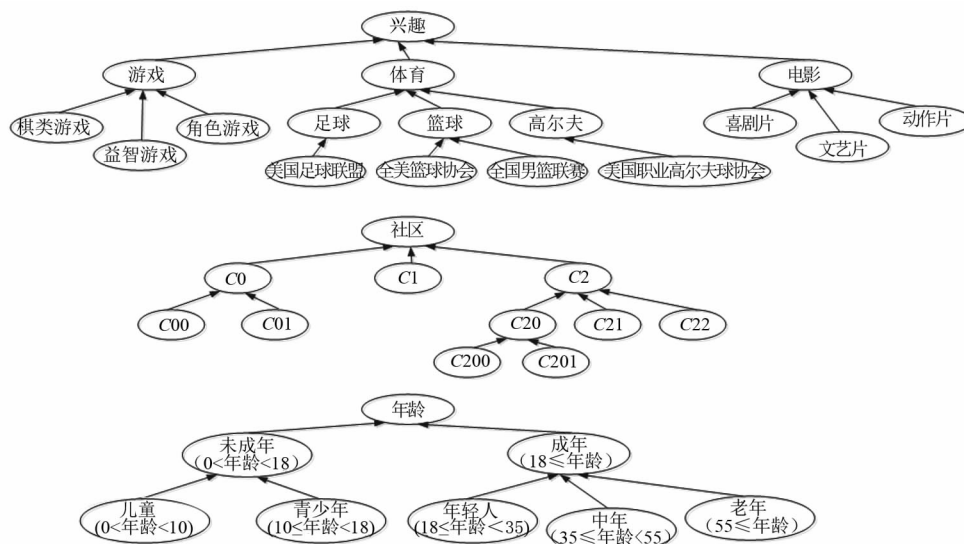 兴趣
游戏
体育
电影
棋类游戏
益智游戏
角色游戏
足球
篮球
高尔夫
喜剧片
文艺片
动作片
美国足球联盟
全美篮球协会
全国男篮联赛
美国职业高尔夫球协会
社区
C0
C1
C2
C00
C01
C20
C21
C22
C200
C201
年龄
未成年
(0<年龄<18)
成年
(18≤年龄)
儿童
(0<年龄<10)
青少年
(10≤年龄<18)
年轻人
(18≤年龄<35)
中年
(35≤年龄<55)
老年
(55≤年龄)